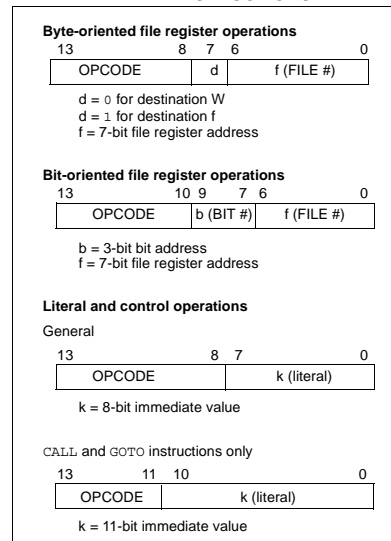 Byte-oriented file register operations
13 8 7 6 0
OPCODE d f (FILE #)
d = 0 for destination W
d = 1 for destination f
f = 7-bit file register address
Bit-oriented file register operations
13 10 9 7 6 0
OPCODE b (BIT #) f (FILE #)
b = 3-bit bit address
f = 7-bit file register address
Literal and control operations
General
13 8 7 0
OPCODE k (literal)
k = 8-bit immediate value
CALL and GOTO instructions only
13 11 10 0
OPCODE k (literal)
k = 11-bit immediate value